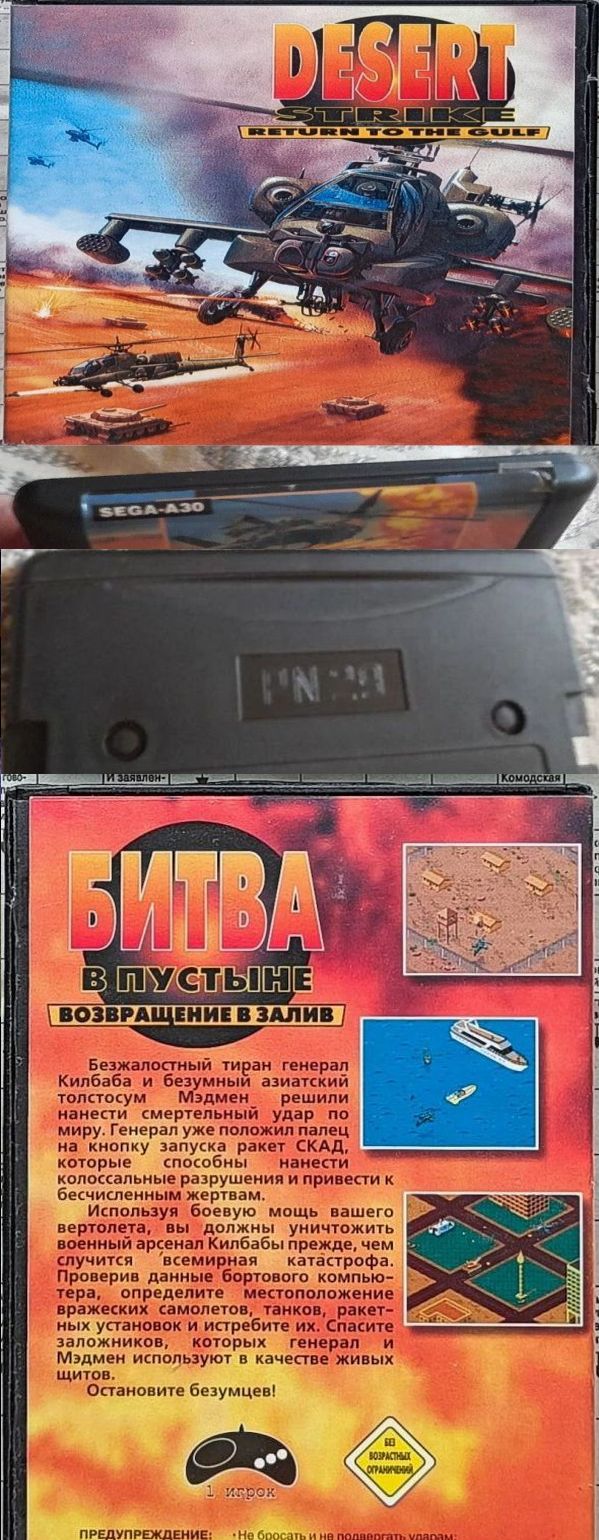 DESERT
STRIKE
RETURN TO THE GULF
SEGA-A30
И заявлен-
Комодская
БИТВА
В ПУСТЫНЕ
ВОЗВРАЩЕНИЕ В ЗАЛИВ
Безжалостный тиран генерал
Килбаба и безумный азиатский
толстосум Мэдмен решили
нанести смертельный удар по
миру. Генерал уже положил палец
на кнопку запуска ракет СКАД,
которые способны нанести
колоссальные разрушения и привести к
бесчисленным жертвам.
Используя боевую мощь вашего
вертолета, вы должны уничтожить
военный арсенал Килбабы прежде, чем
случится всемирная катастрофа.
Проверив данные бортового компью-
тера, определите местоположение
вражеских самолетов, танков, ракет-
ных установок и истребите их. Спасите
заложников, которых генерал и
Мэдмен используют в качестве живых
щитов.
Остановите безумцев!
1 игрок
БЕЗ
ВОЗРАСТНЫХ
ОГРАНИЧЕНИЙ
ПРЕДУПРЕЖДЕНИЕ: •Не бросать и не подвергать ударам: